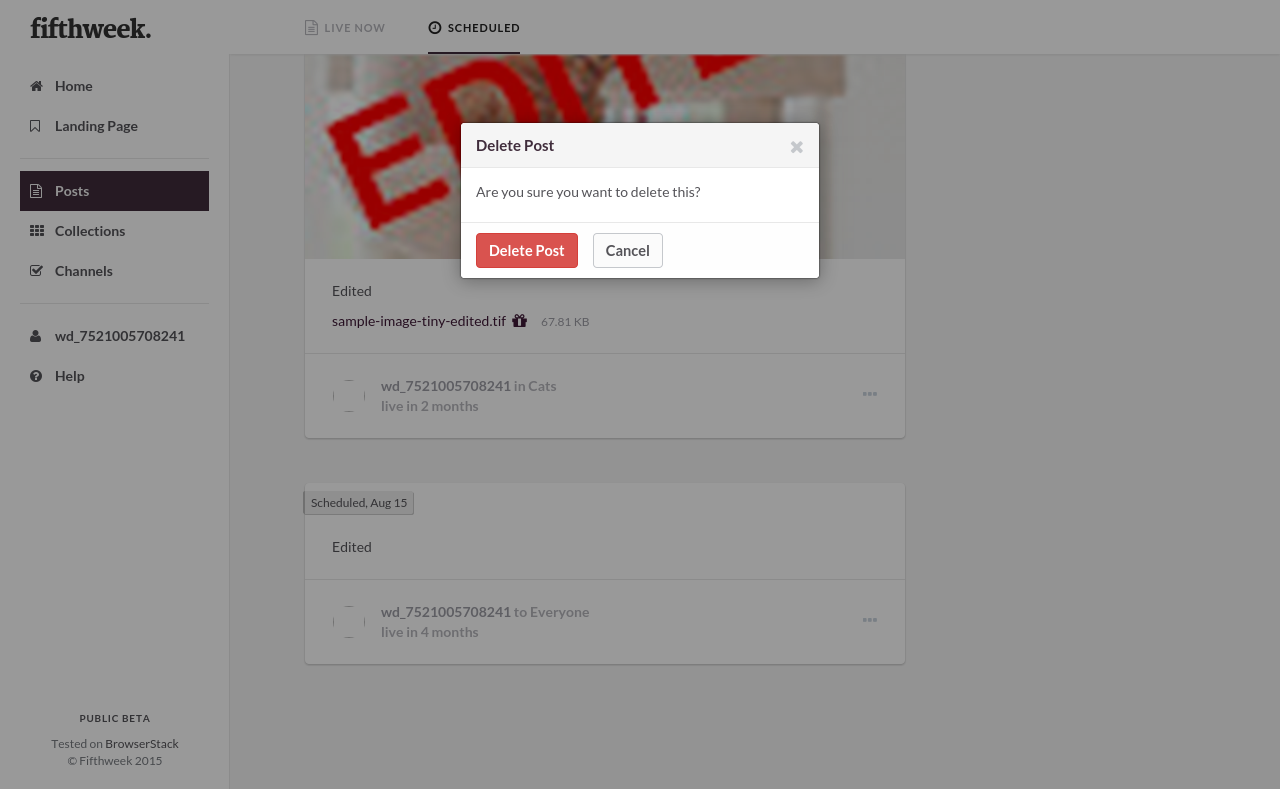 fifthweek.
LIVE NOW
SCHEDULED
Home
Landing Page
Posts
Collections
Channels
wd_7521005708241
Help
PUBLIC BETA
Tested on BrowserStack
© Fifthweek 2015
EDITE
Delete Post
Are you sure you want to delete this?
Delete Post
Cancel
Edited
sample-image-tiny-edited.tif 67.81 KB
wd_7521005708241 in Cats
live in 2 months
Scheduled, Aug 15
Edited
wd_7521005708241 to Everyone
live in 4 months